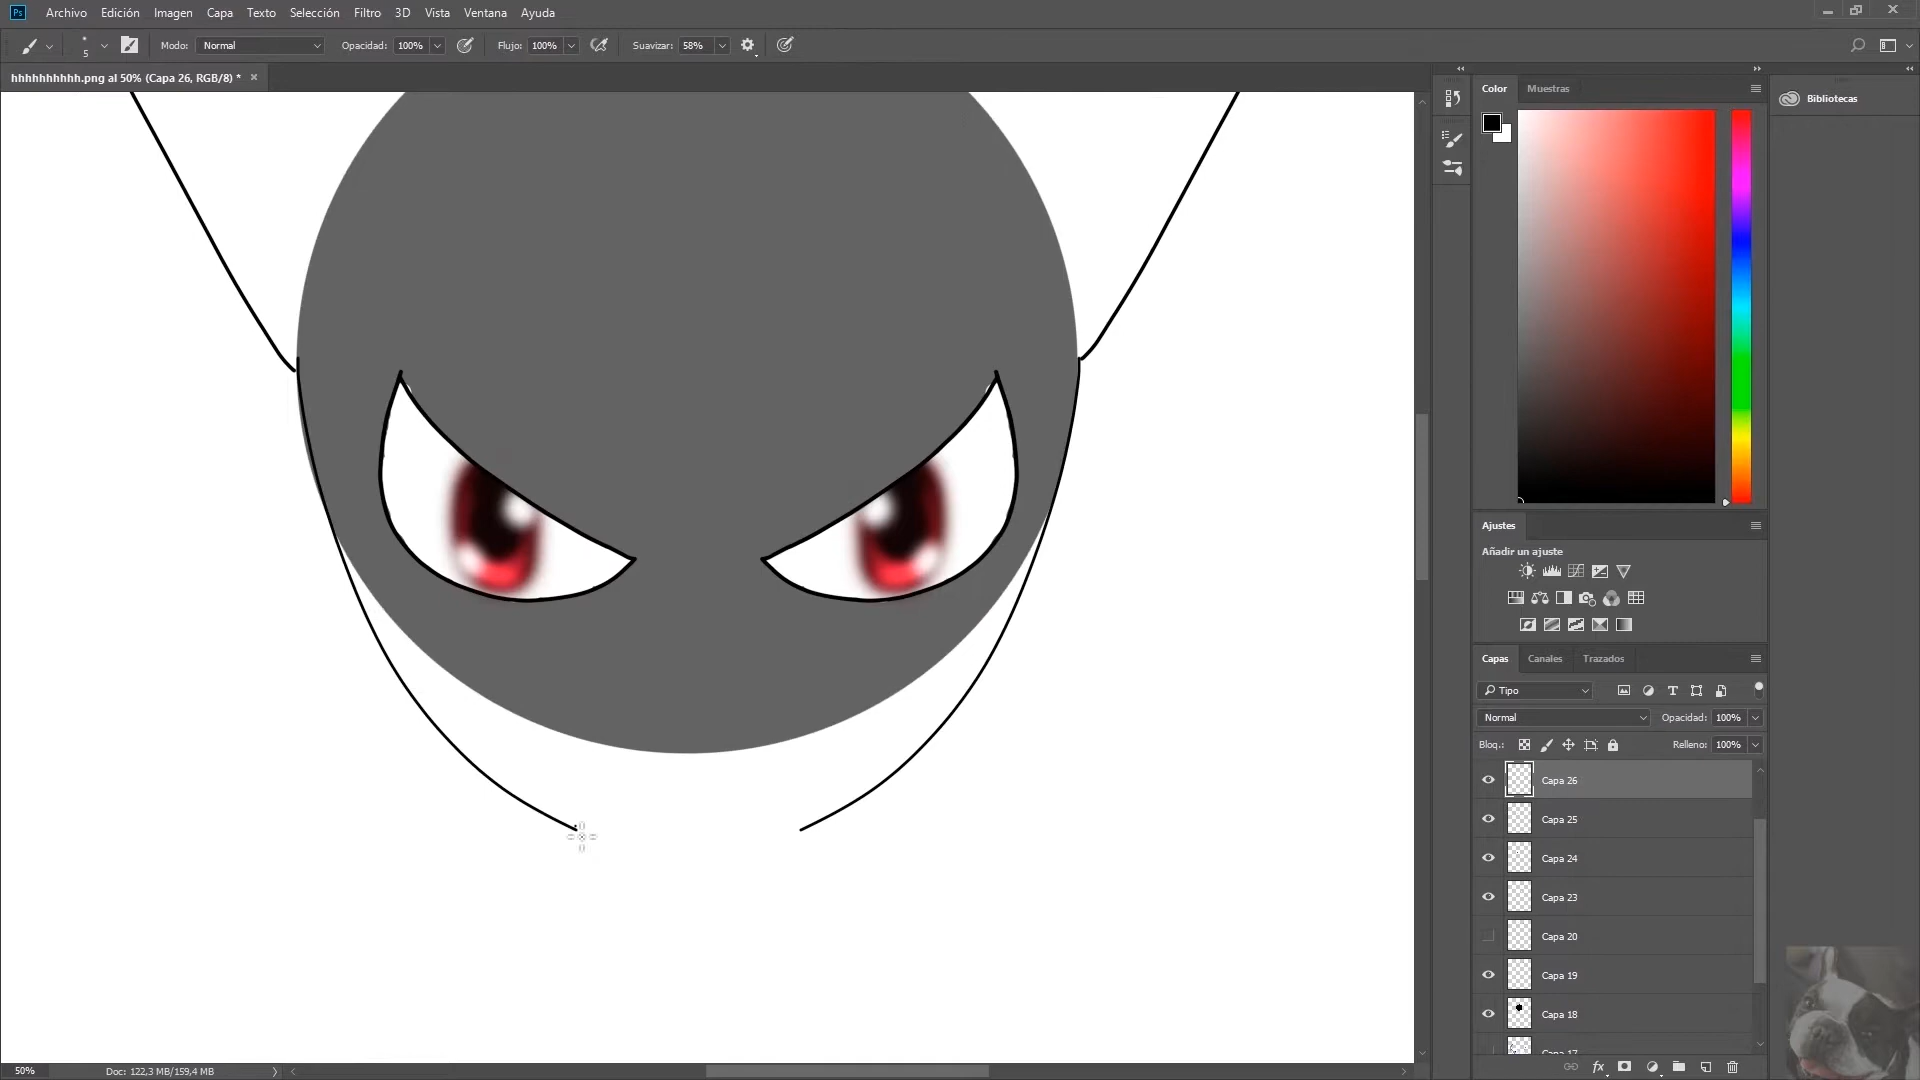 Ps Archivo Edición Imagen Capa Texto Selección Filtro 3D Vista Ventana Ayuda
5 Modo: Normal Opacidad: 100% Flujo: 100% Suavizar: 58%
hhhhhhhhhh.png al 50% (Capa 26, RGB/8) *
Color Muestras
Bibliotecas
Ajustes
Añadir un ajuste
Capas Canales Trazados
Tipo
Normal Opacidad: 100%
Bloq.: Relleno: 100%
Capa 26
Capa 25
Capa 24
Capa 23
Capa 20
Capa 19
Capa 18
Capa 17
50% Doc: 122,3 MB/159,4 MB
fx